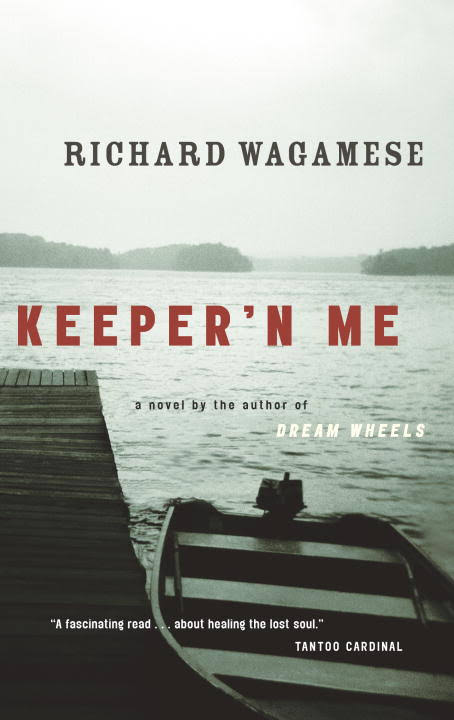 RICHARD WAGAMESE
KEEPER’N ME
a novel by the author of
DREAM WHEELS
“A fascinating read . . . about healing the lost soul.”
TANTOO CARDINAL